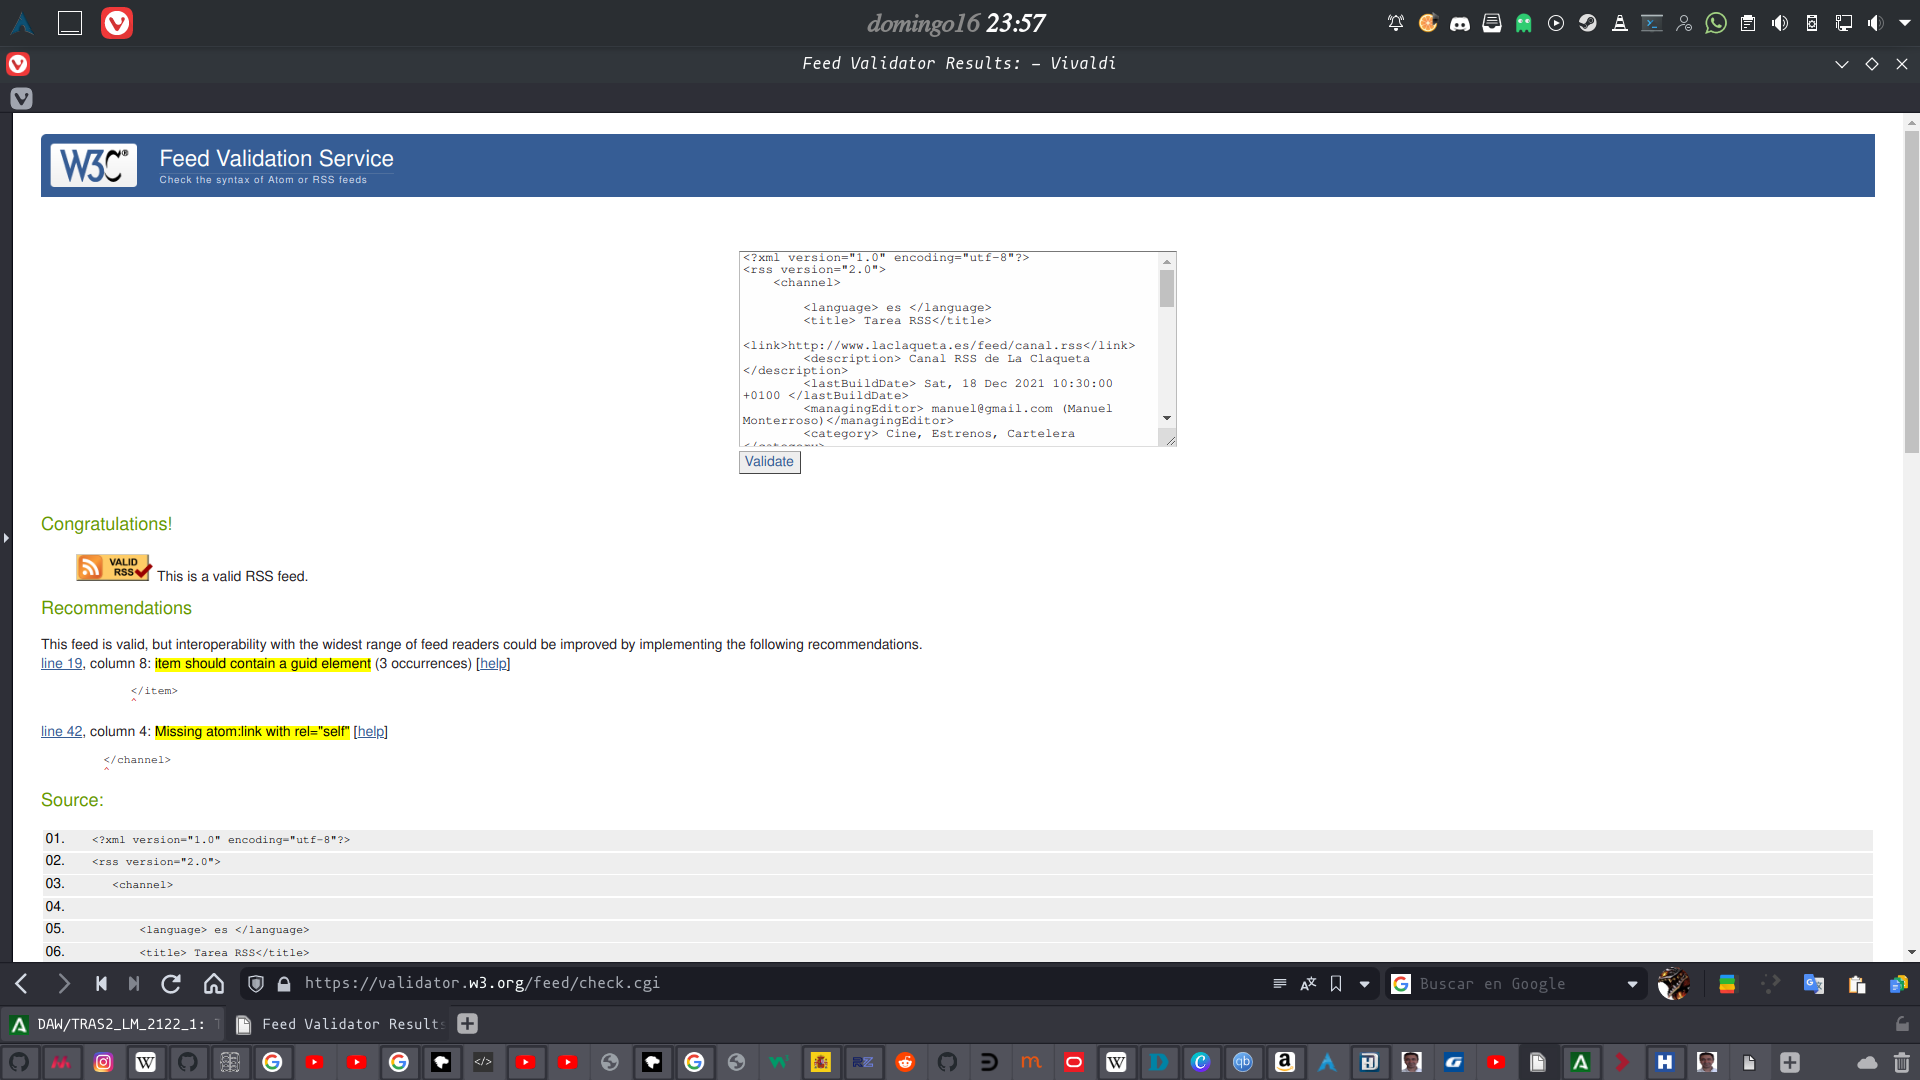 domingo16 23:57
Feed Validator Results: – Vivaldi
W3C® Feed Validation Service
Check the syntax of Atom or RSS feeds
<?xml version="1.0" encoding="utf-8"?>
<rss version="2.0">
<channel>
<language> es </language>
<title> Tarea RSS</title>
<link>http://www.laclaqueta.es/feed/canal.rss</link>
<description> Canal RSS de La Claqueta
</description>
<lastBuildDate> Sat, 18 Dec 2021 10:30:00
+0100 </lastBuildDate>
<managingEditor> manuel@gmail.com (Manuel
Monterroso)</managingEditor>
<category> Cine, Estrenos, Cartelera
</category>
Validate
Congratulations!
VALID RSS This is a valid RSS feed.
Recommendations
This feed is valid, but interoperability with the widest range of feed readers could be improved by implementing the following recommendations.
line 19, column 8: item should contain a guid element (3 occurrences) [help]
</item>
^
line 42, column 4: Missing atom:link with rel="self" [help]
</channel>
^
Source:
01. <?xml version="1.0" encoding="utf-8"?>
02. <rss version="2.0">
03. <channel>
04.
05. <language> es </language>
06. <title> Tarea RSS</title>
https://validator.w3.org/feed/check.cgi
Buscar en Google
DAW/TRAS2_LM_2122_1: Feed Validator Results